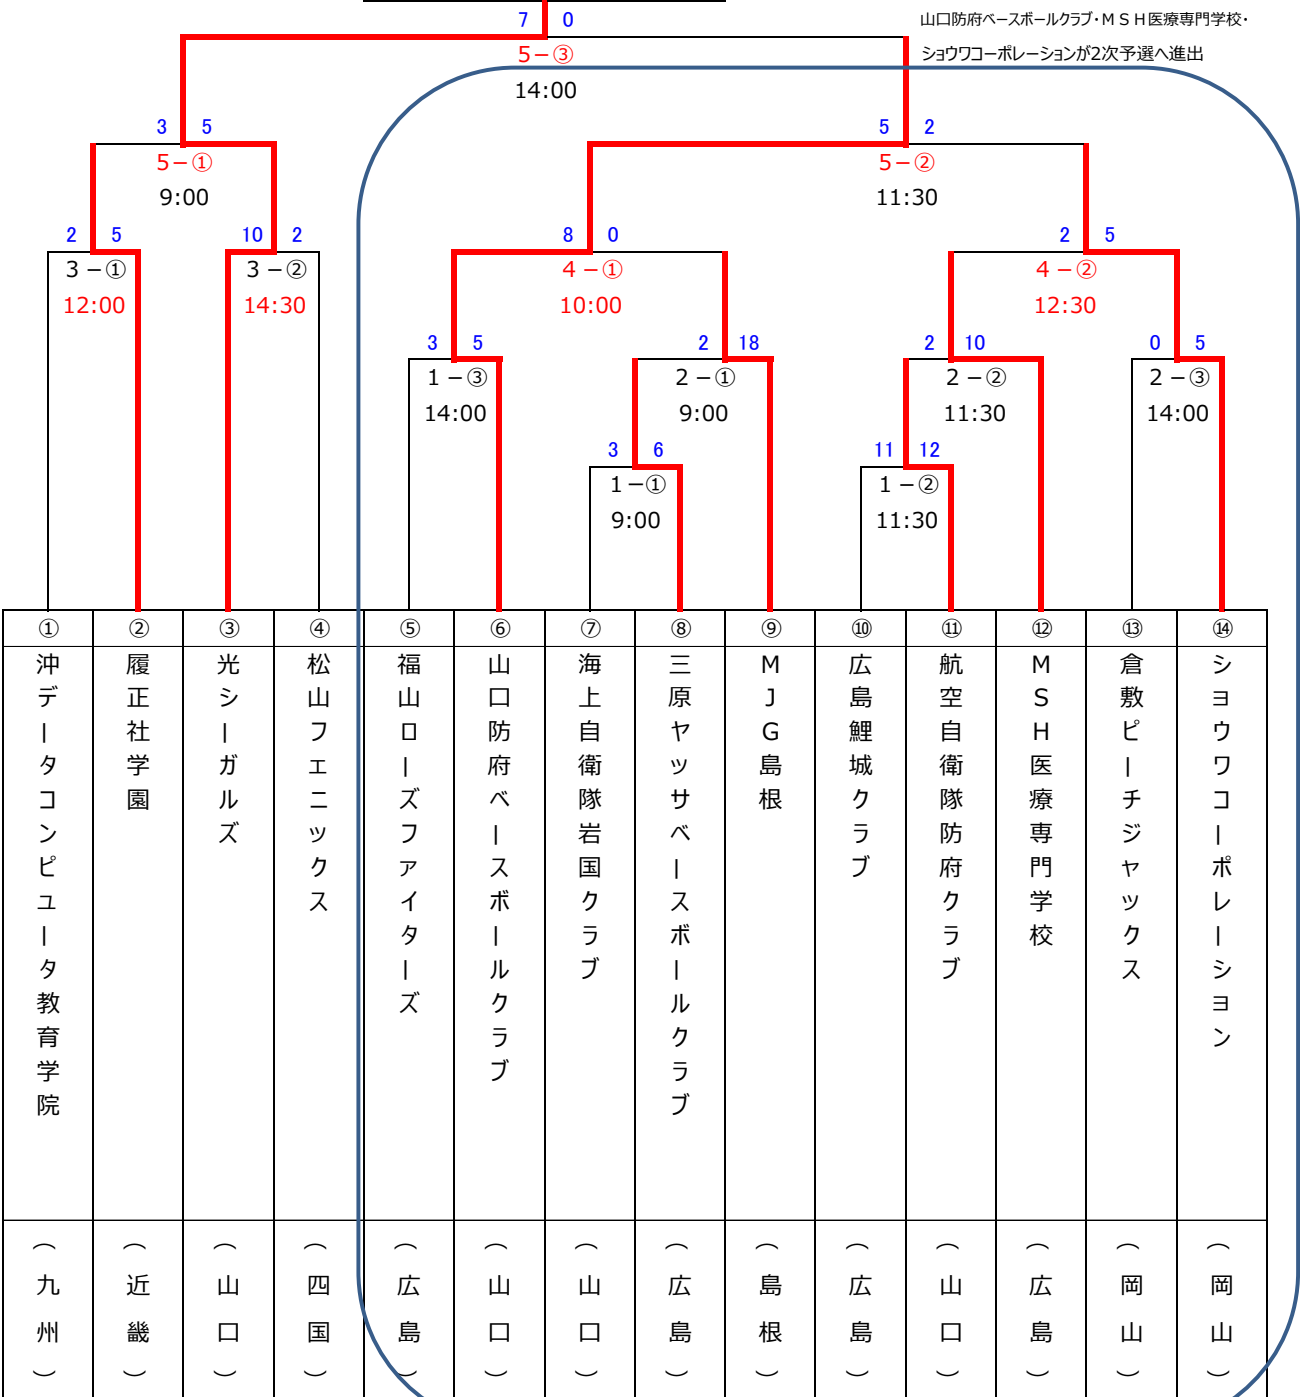 7 0
山口防府ベースボールクラブ・ＭＳＨ医療専門学校・
5－③
ショウワコーポレーションが2次予選へ進出
14:00
3 5
5 2
5－①
5－②
9:00
11:30
2 5
10 2
8 0
2 5
3－①
3－②
4－①
4－②
12:00
14:30
10:00
12:30
3 5
2 18
2 10
0 5
1－③
2－①
2－②
2－③
14:00
9:00
11:30
14:00
3 6
11 12
1－①
1－②
9:00
11:30
① ② ③ ④ ⑤ ⑥ ⑦ ⑧ ⑨ ⑩ ⑪ ⑫ ⑬ ⑭
沖データコンピュータ教育学院
履正社学園
光シーガルズ
松山フェニックス
福山ローズファイターズ
山口防府ベースボールクラブ
海上自衛隊岩国クラブ
三原ヤッサベースボールクラブ
ＭＪＧ島根
広島鯉城クラブ
航空自衛隊防府クラブ
ＭＳＨ医療専門学校
倉敷ピーチジャックス
ショウワコーポレーション
（九州）
（近畿）
（山口）
（四国）
（広島）
（山口）
（山口）
（広島）
（島根）
（広島）
（山口）
（広島）
（岡山）
（岡山）